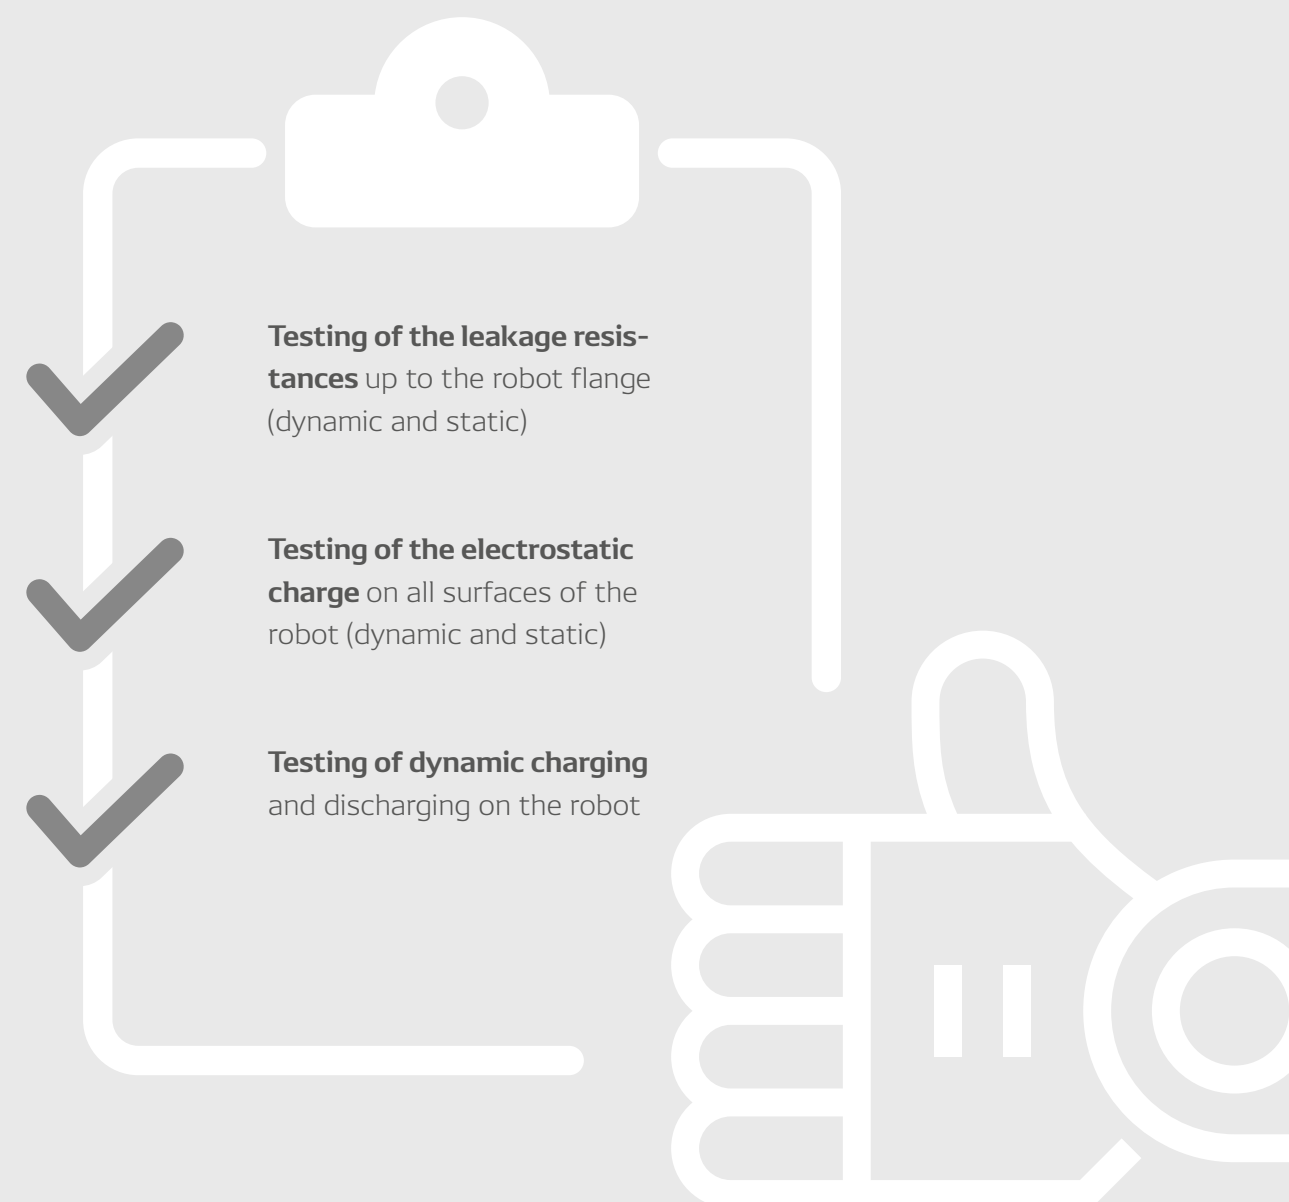 Testing of the leakage resis-
tances up to the robot flange
(dynamic and static)
Testing of the electrostatic
charge on all surfaces of the
robot (dynamic and static)
Testing of dynamic charging
and discharging on the robot